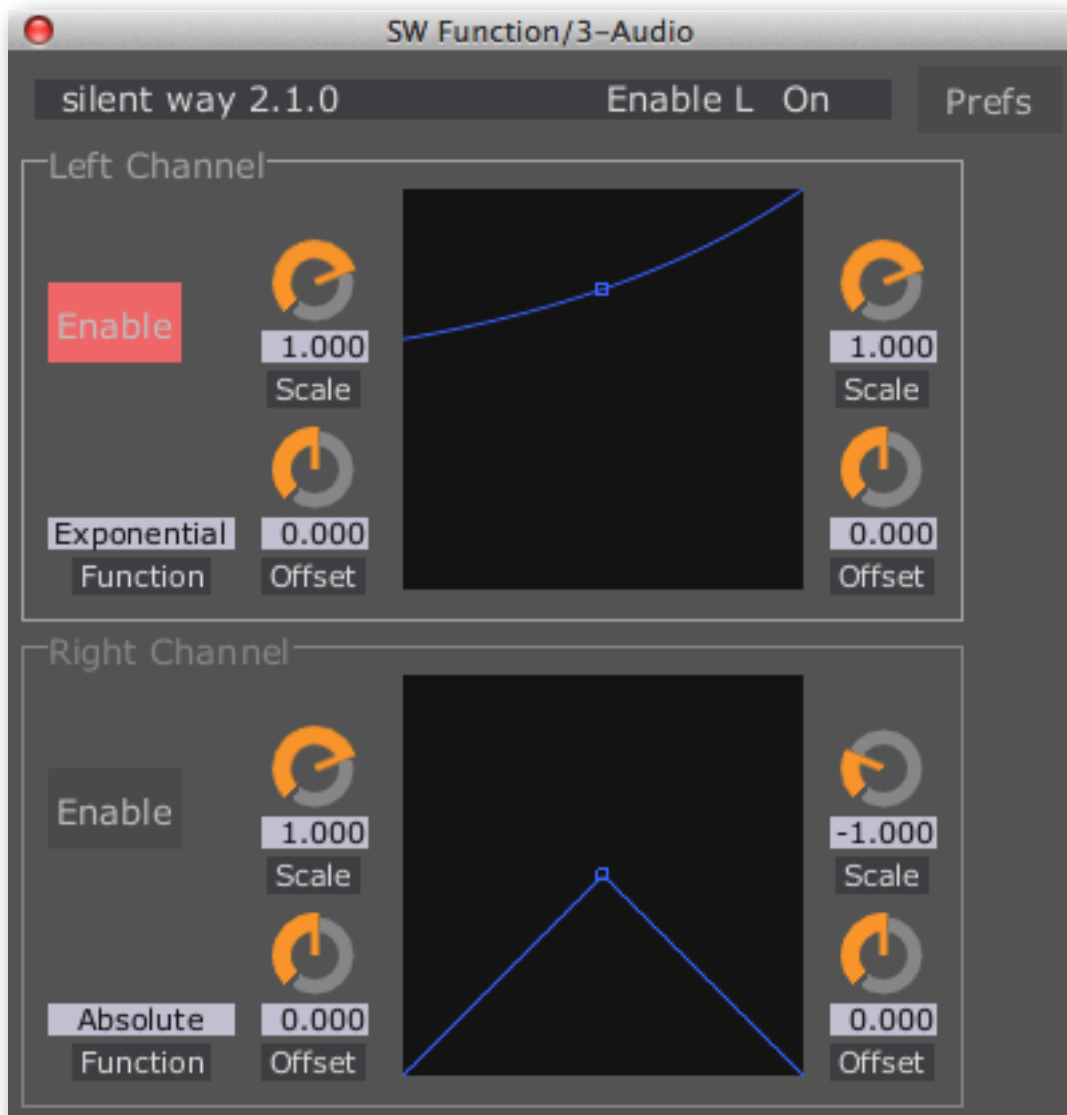 SW Function/3-Audio
silent way 2.1.0 Enable L On Prefs
Left Channel
Enable
1.000 1.000
Scale Scale
Exponential 0.000 0.000
Function Offset Offset
Right Channel
Enable
1.000 -1.000
Scale Scale
Absolute 0.000 0.000
Function Offset Offset